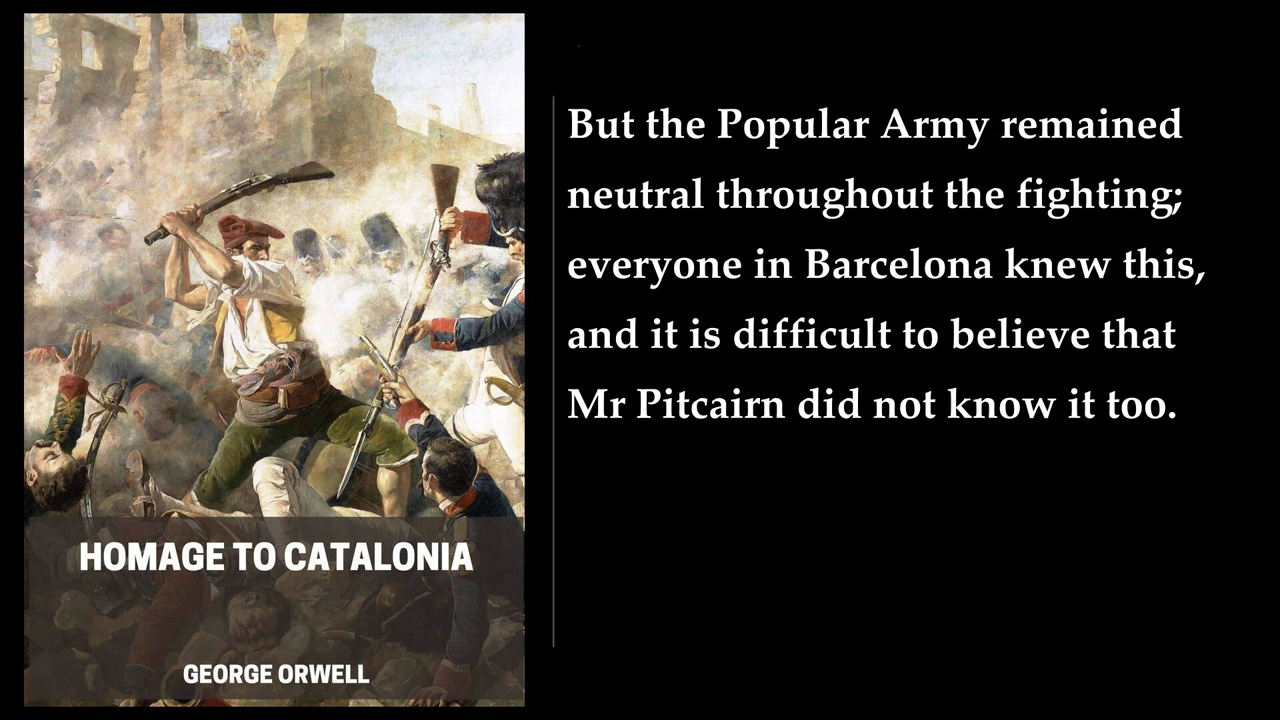 HOMAGE TO CATALONIA
GEORGE ORWELL
But the Popular Army remained
neutral throughout the fighting;
everyone in Barcelona knew this,
and it is difficult to believe that
Mr Pitcairn did not know it too.